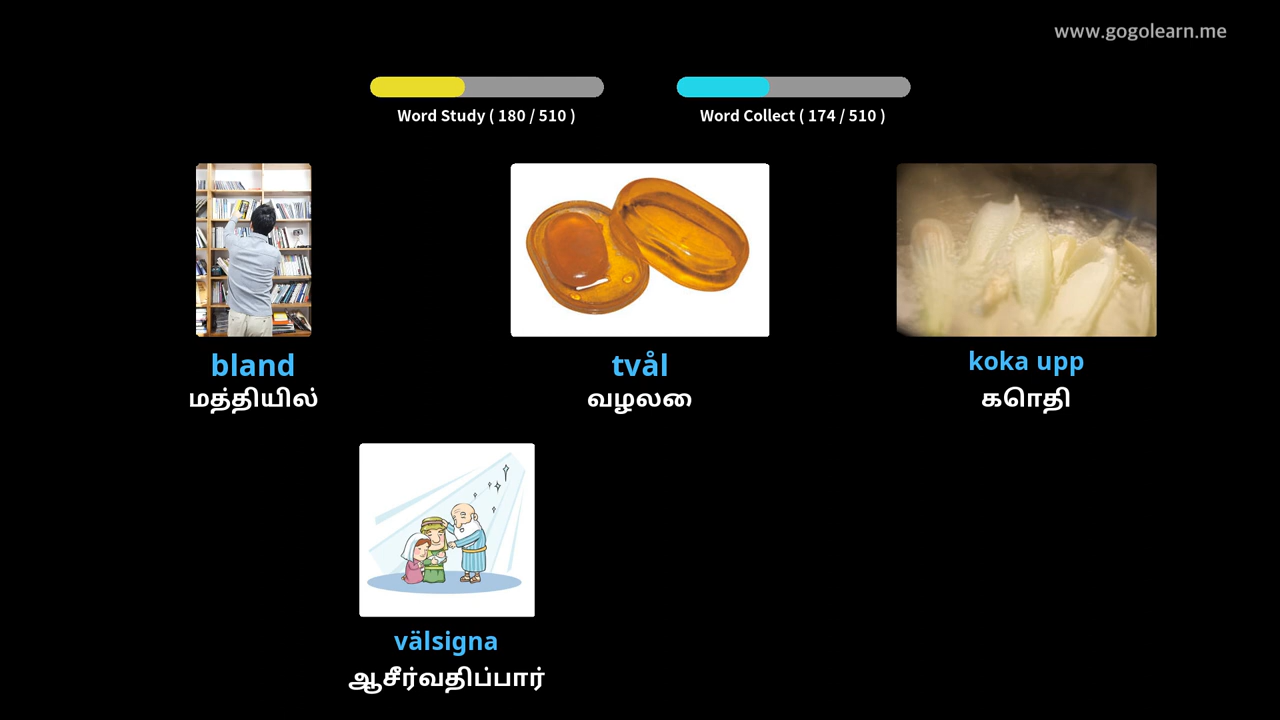 www.gogolearn.me
Word Study ( 180 / 510 )
Word Collect ( 174 / 510 )
bland
மத்தியில்
tvål
வழலை
koka upp
கொதி
välsigna
ஆசீர்வதிப்பார்